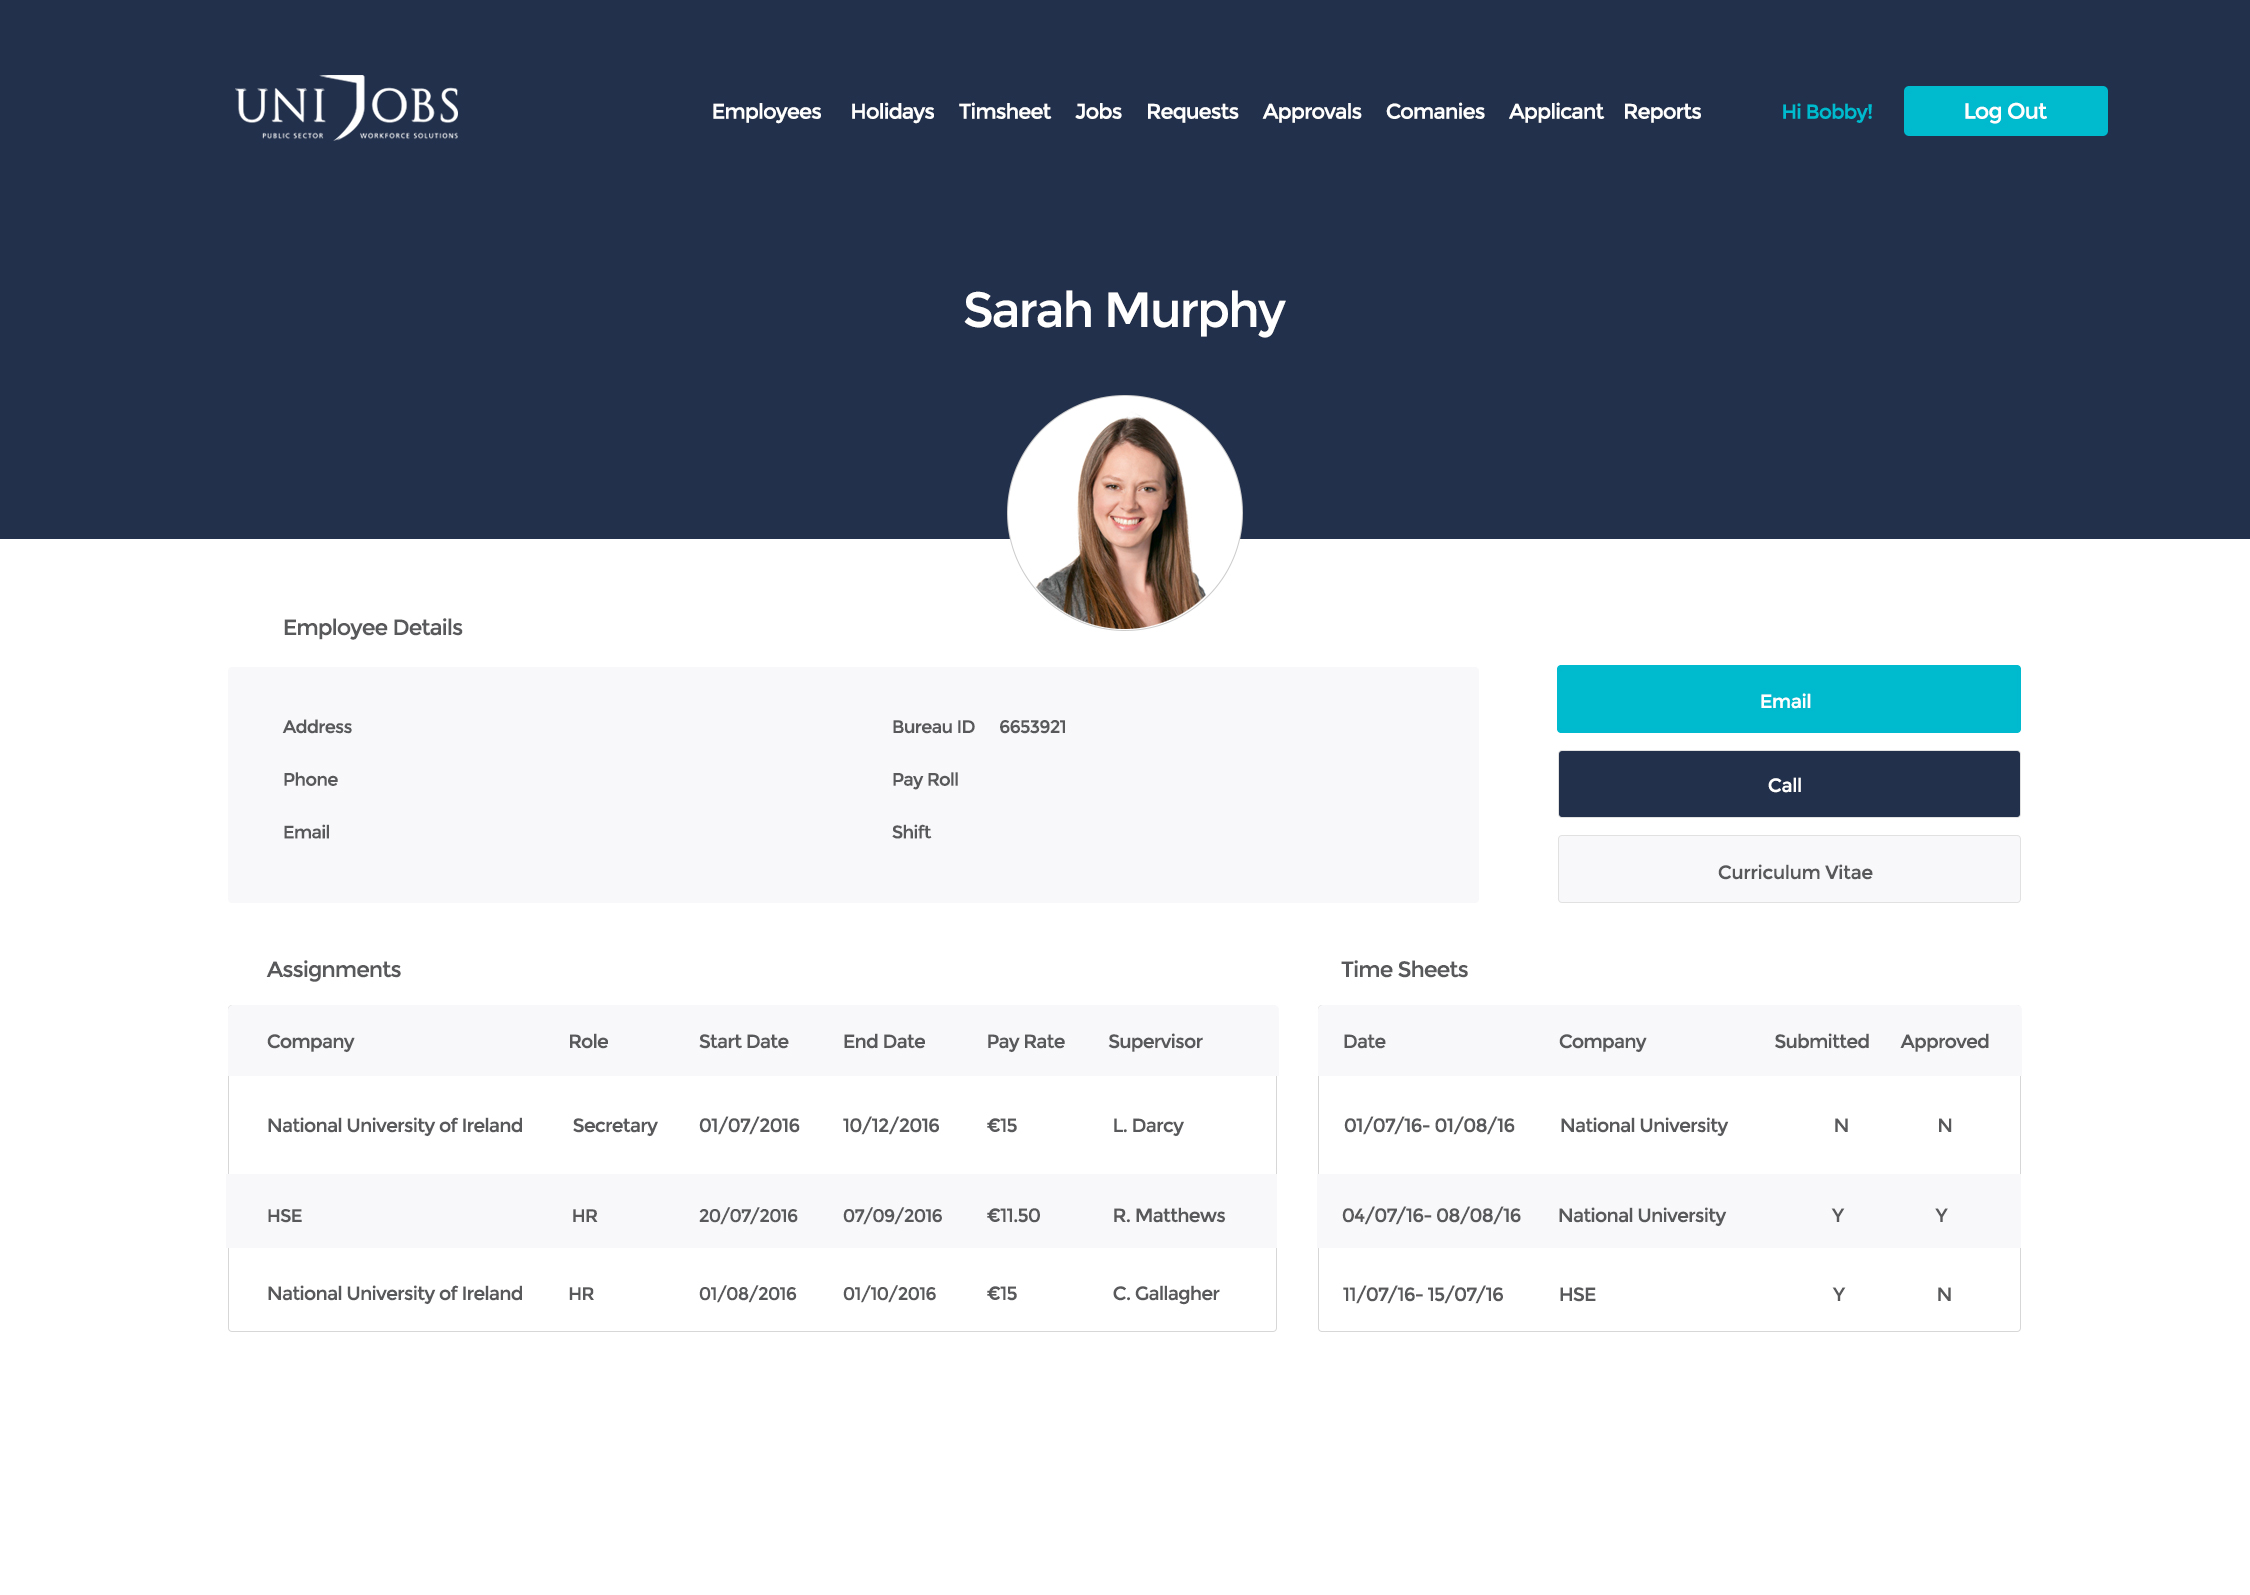 UNIJOBS
PUBLIC SECTOR WORKFORCE SOLUTIONS
Employees Holidays Timsheet Jobs Requests Approvals Comanies Applicant Reports Hi Bobby! Log Out
Sarah Murphy
Employee Details
Address Bureau ID 6653921
Phone Pay Roll
Email Shift
Email
Call
Curriculum Vitae
Assignments
Company Role Start Date End Date Pay Rate Supervisor
National University of Ireland Secretary 01/07/2016 10/12/2016 €15 L. Darcy
HSE HR 20/07/2016 07/09/2016 €11.50 R. Matthews
National University of Ireland HR 01/08/2016 01/10/2016 €15 C. Gallagher
Time Sheets
Date Company Submitted Approved
01/07/16- 01/08/16 National University N N
04/07/16- 08/08/16 National University Y Y
11/07/16- 15/07/16 HSE Y N